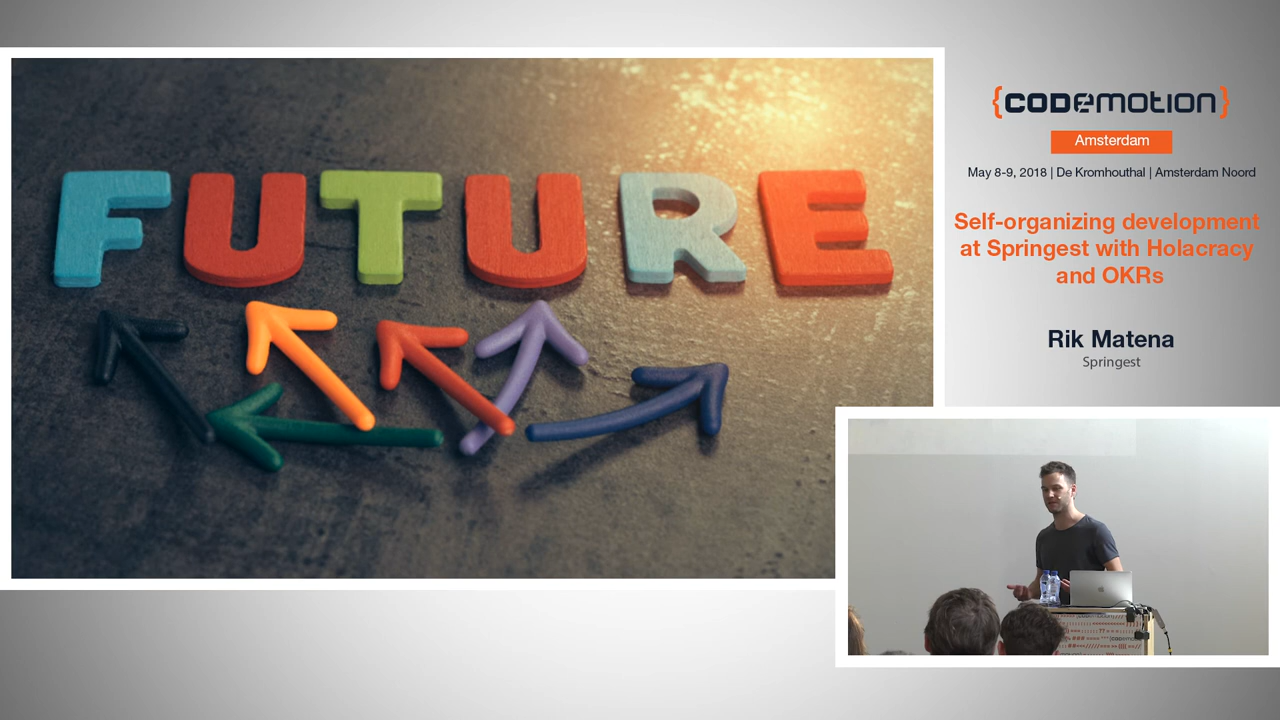 FUTURE
{codemotion}
Amsterdam
May 8-9, 2018 | De Kromhouthal | Amsterdam Noord
Self-organizing development
at Springest with Holacracy
and OKRs
Rik Matena
Springest